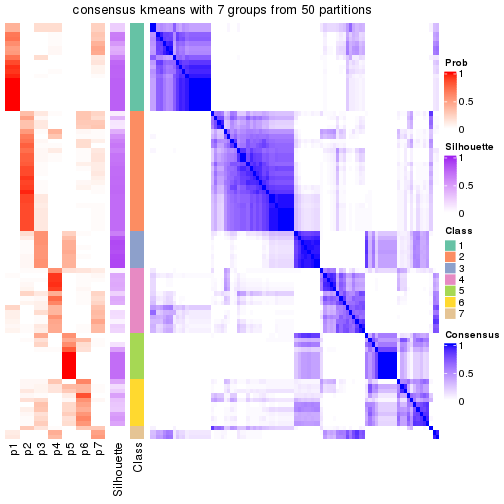 consensus kmeans with 7 groups from 50 partitions
p1
p2
p3
p4
p5
p6
p7
Silhouette
Class
Prob
1
0.5
0
Silhouette
1
0.5
0
Class
1
2
3
4
5
6
7
Consensus
1
0.5
0